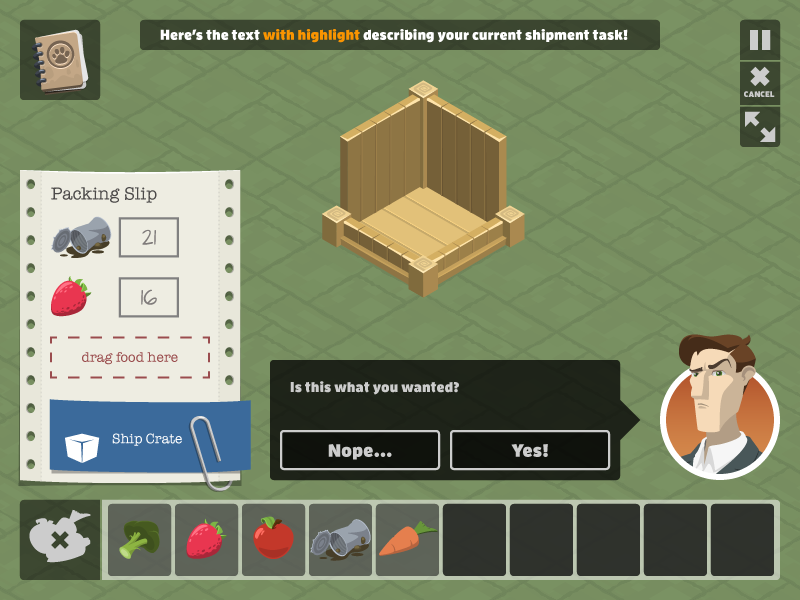 Here's the text with highlight describing your current shipment task!
CANCEL
Packing Slip
21
16
drag food here
Ship Crate
Is this what you wanted?
Nope...
Yes!